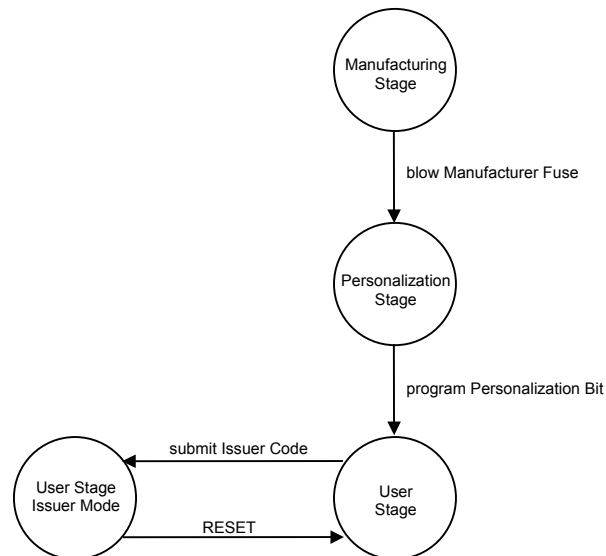 Manufacturing
Stage
blow Manufacturer Fuse
Personalization
Stage
program Personalization Bit
submit Issuer Code
User Stage
Issuer Mode
User
Stage
RESET